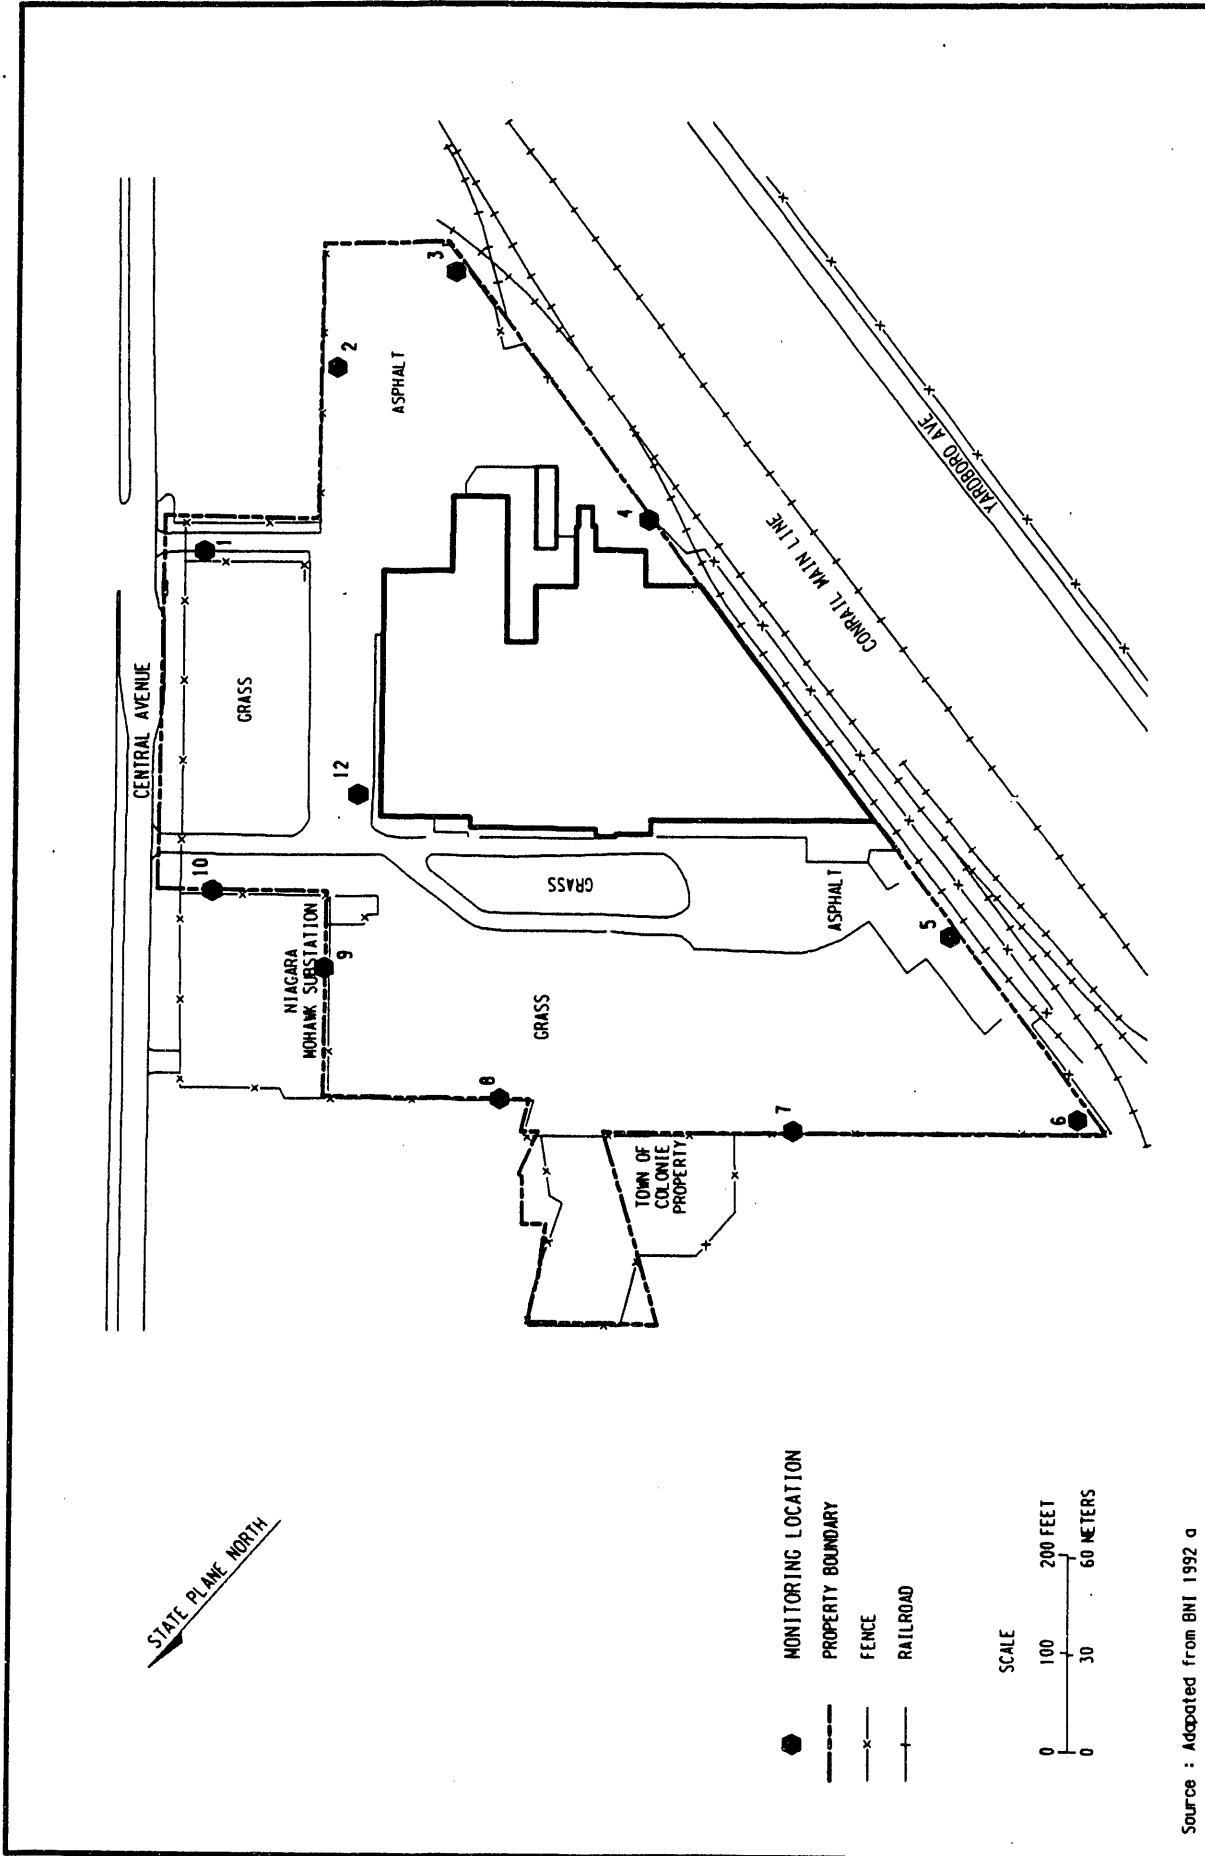 CENTRAL AVENUE
GRASS
1
2
3
ASPHALT
4
12
10
NIAGARA
MOHAWK SUBSTATION
9
GRASS
GRASS
ASPHALT
5
8
7
6
TOWN OF
COLONIE
PROPERTY
CONRAIL MAIN LINE
YARDBORO AVE
STATE PLANE NORTH
MONITORING LOCATION
PROPERTY BOUNDARY
FENCE
RAILROAD
SCALE
0 100 200 FEET
0 30 60 METERS
Source : Adapated from BNI 1992 a